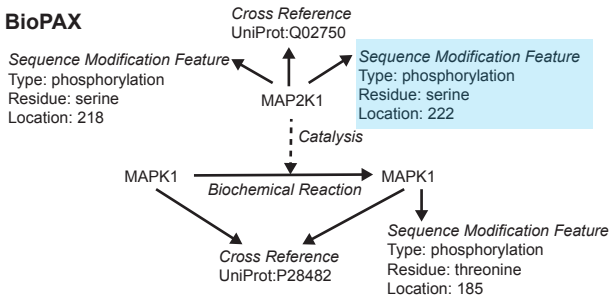 BioPAX
Cross Reference
UniProt:Q02750
Sequence Modification Feature
Type: phosphorylation
Residue: serine
Location: 218
MAP2K1
Sequence Modification Feature
Type: phosphorylation
Residue: serine
Location: 222
Catalysis
MAPK1
Biochemical Reaction
MAPK1
Cross Reference
UniProt:P28482
Sequence Modification Feature
Type: phosphorylation
Residue: threonine
Location: 185